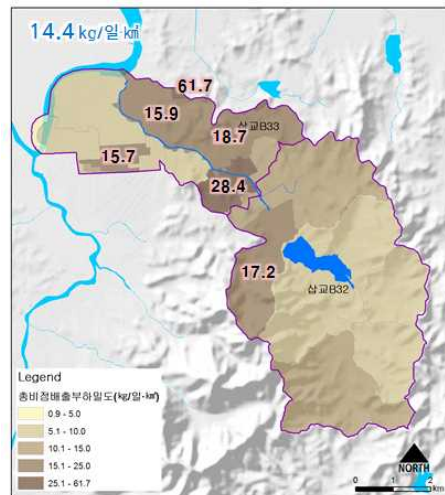 14.4 kg/일·km²
61.7
15.9
18.7
삽교B33
15.7
28.4
17.2
삽교B32
Legend
총비점배출부하밀도(kg/일·km²)
0.9 - 5.0
5.1 - 10.0
10.1 - 15.0
15.1 - 25.0
25.1 - 61.7
NORTH
0 1 2
km